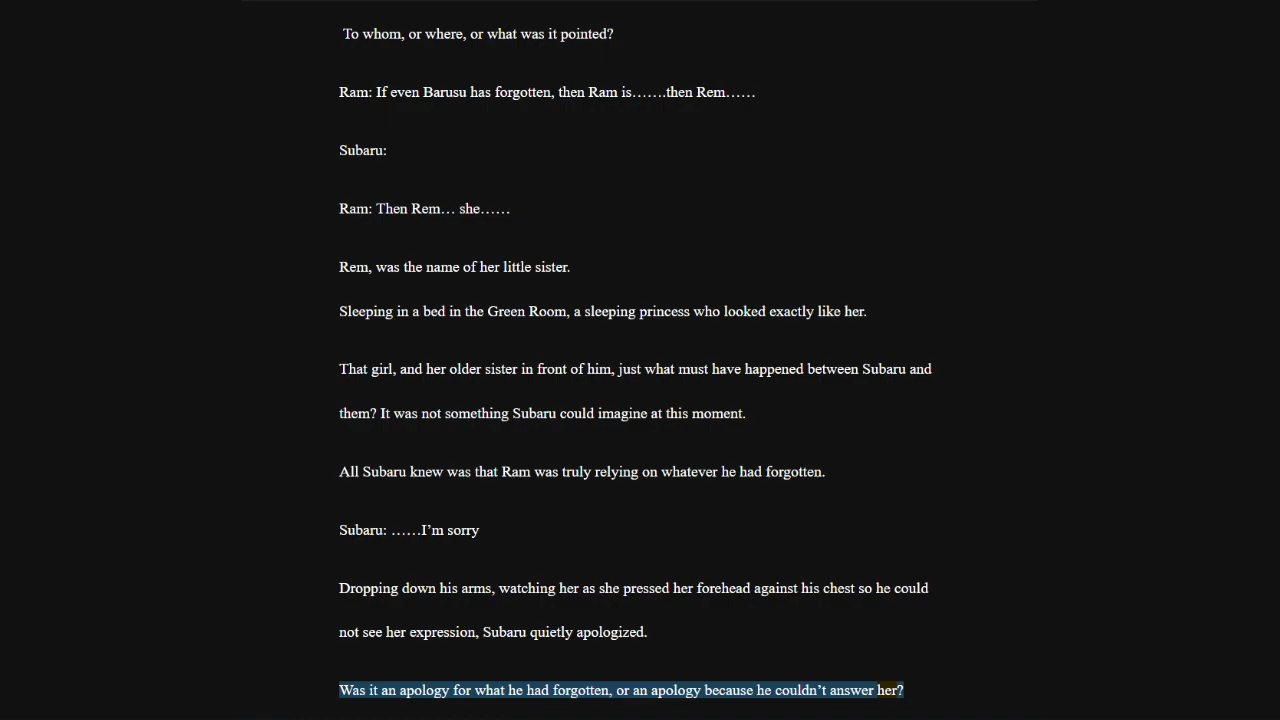 To whom, or where, or what was it pointed?
Ram: If even Barusu has forgotten, then Ram is…….then Rem……
Subaru:
Ram: Then Rem… she……
Rem, was the name of her little sister.
Sleeping in a bed in the Green Room, a sleeping princess who looked exactly like her.
That girl, and her older sister in front of him, just what must have happened between Subaru and
them? It was not something Subaru could imagine at this moment.
All Subaru knew was that Ram was truly relying on whatever he had forgotten.
Subaru: ……I’m sorry
Dropping down his arms, watching her as she pressed her forehead against his chest so he could
not see her expression, Subaru quietly apologized.
Was it an apology for what he had forgotten, or an apology because he couldn’t answer her?